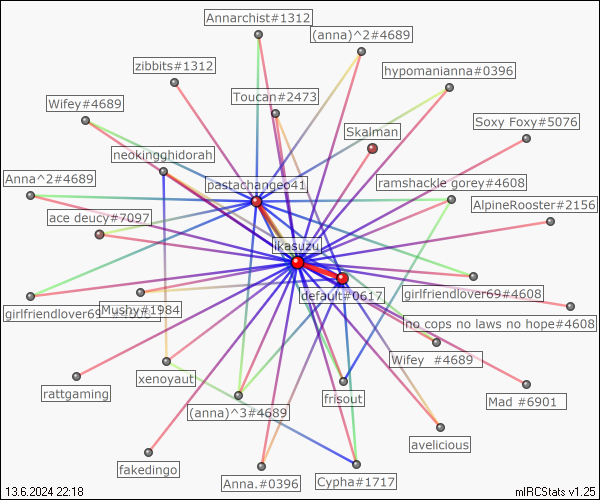 Annarchist#1312
(anna)^2#4689
zibbits#1312
hypomanianna#0396
Wifey#4689
Toucan#2473
Skalman
Soxy Foxy#5076
neokingghidorah
Anna^2#4689
pastachangeo41
ramshackle gorey#4608
AlpineRooster#2156
ace deucy#7097
ikasuzu
default#0617
girlfriendlover69#4608
girlfriendlover69
Mushy#1984
no cops no laws no hope#4608
Wifey #4689
rattgaming
xenoyaut
frisout
Mad #6901
(anna)^3#4689
avelicious
fakedingo
Anna.#0396
Cypha#1717
13.6.2024 22:18
mIRCStats v1.25